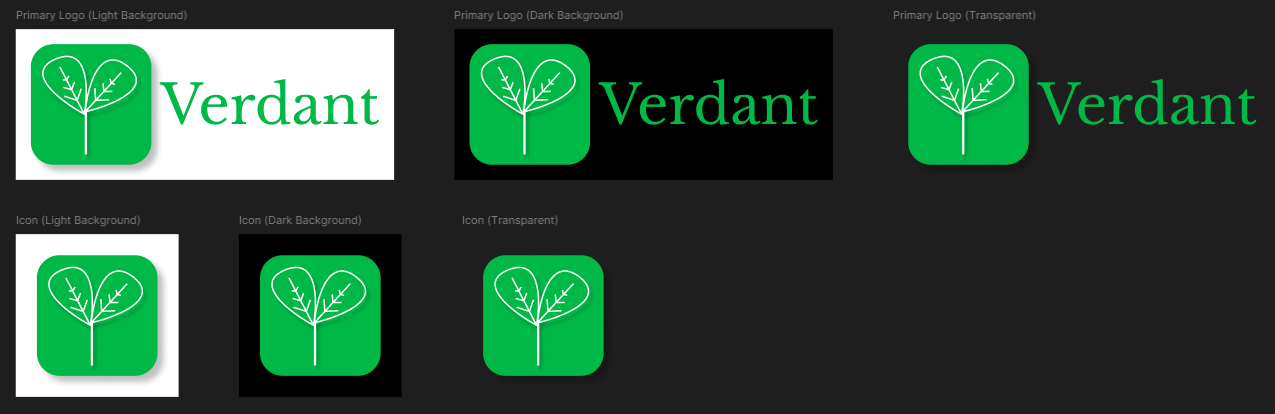 Primary Logo (Light Background)
Primary Logo (Dark Background)
Primary Logo (Transparent)
Verdant
Verdant
Verdant
Icon (Light Background)
Icon (Dark Background)
Icon (Transparent)